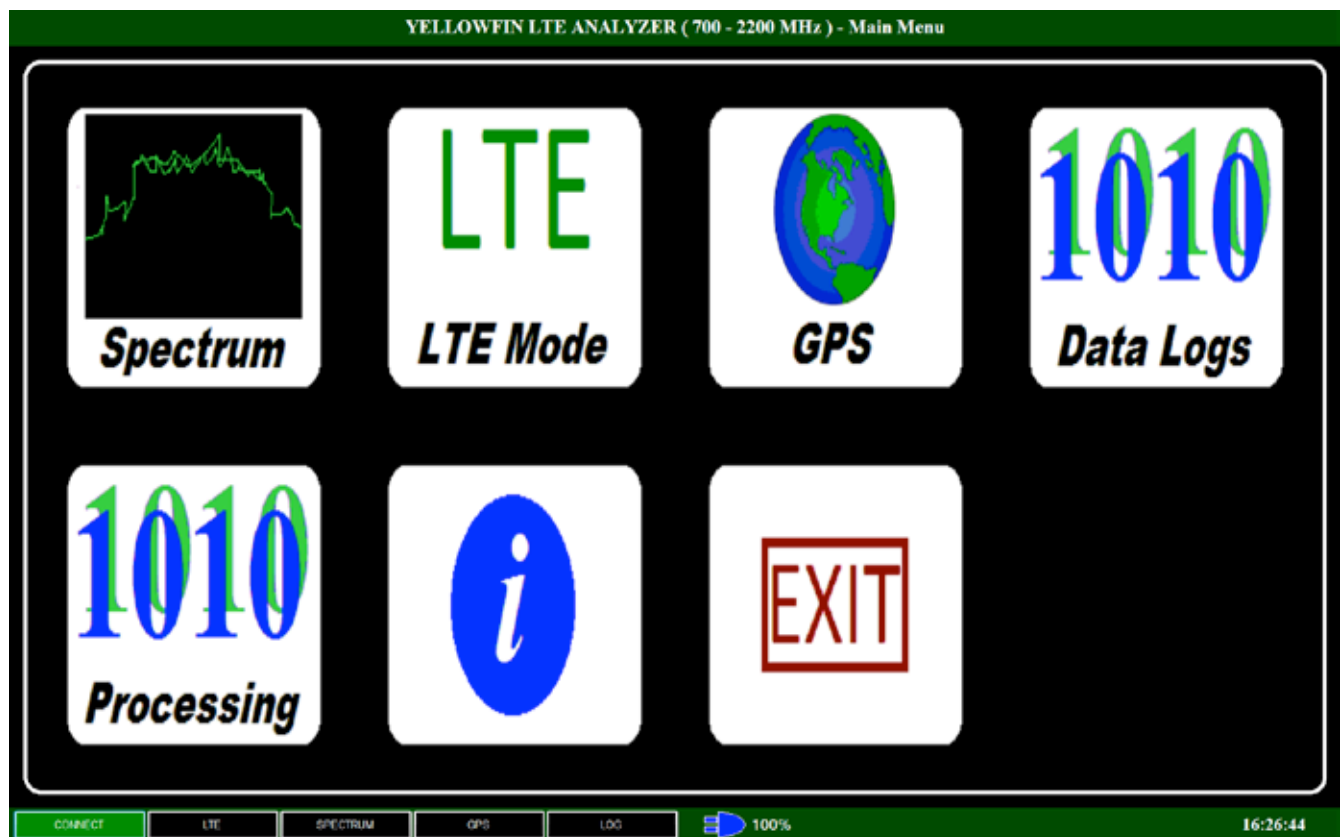 YELLOWFIN LTE ANALYZER ( 700 - 2200 MHz ) - Main Menu
LTE
1010
1010
Spectrum
LTE Mode
GPS
Data Logs
1010
1010
i
EXIT
Processing
CONNECT
LTE
SPECTRUM
GPS
LOG
100%
16:26:44